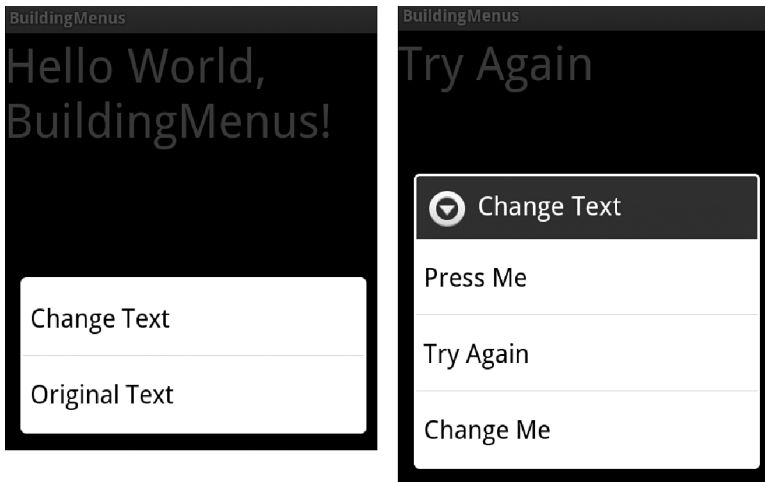 BuildingMenus
Hello World,
BuildingMenus!
Change Text
Original Text
BuildingMenus
Try Again
Change Text
Press Me
Try Again
Change Me